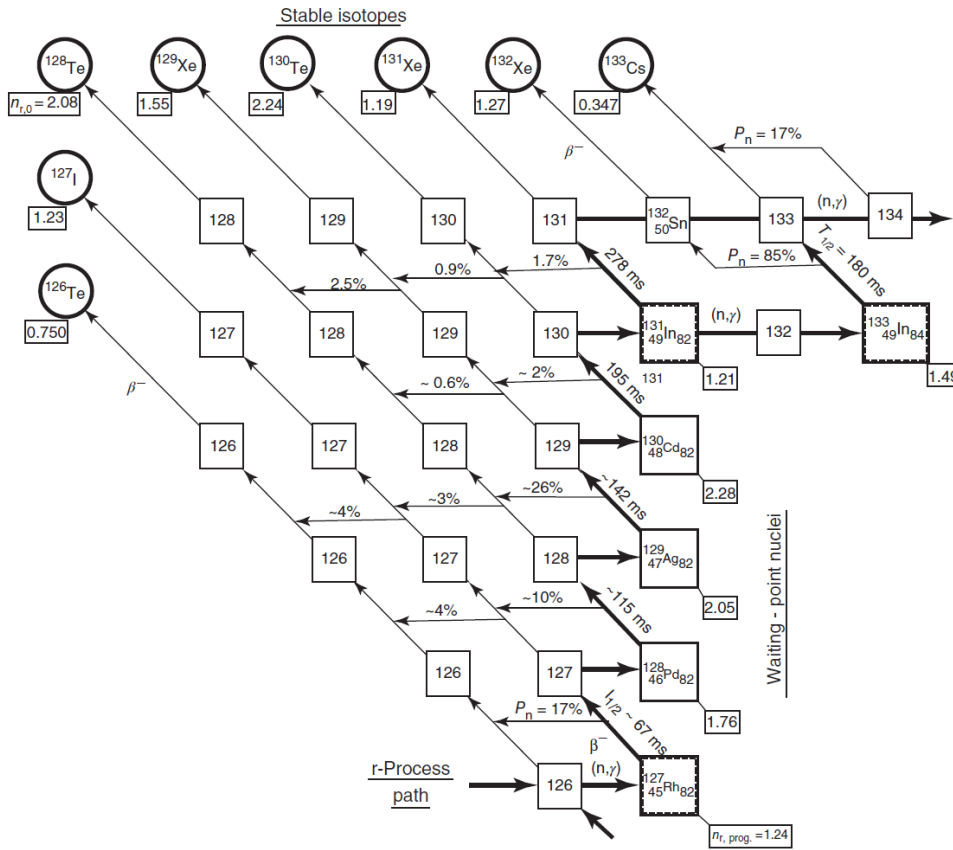 Stable isotopes
128Te 129Xe 130Te 131Xe 132Xe 133Cs
nr,0 = 2.08 1.55 2.24 1.19 1.27 0.347
Pn = 17%
β−
127I
1.23
128 129 130 131 132 50Sn 133 (n,γ) 134
278 ms
1.7%
Pn = 85%
T1/2 = 180 ms
0.9%
2.5%
126Te
0.750
127 128 129 130 131 49In82 (n,γ) 132 133 49In84
1.21
131
1.49
β−
~ 2%
195 ms
~ 0.6%
126 127 128 129 130 48Cd82
2.28
~26%
~142 ms
~3%
~4%
126 127 128 129 47Ag82
2.05
~10%
~115 ms
~4%
126 127 128 46Pd82
1.76
Waiting - point nuclei
Pn = 17%
I1/2 ~ 67 ms
β−
r-Process
path
126 (n,γ) 127 45Rh82
nr, prog. = 1.24